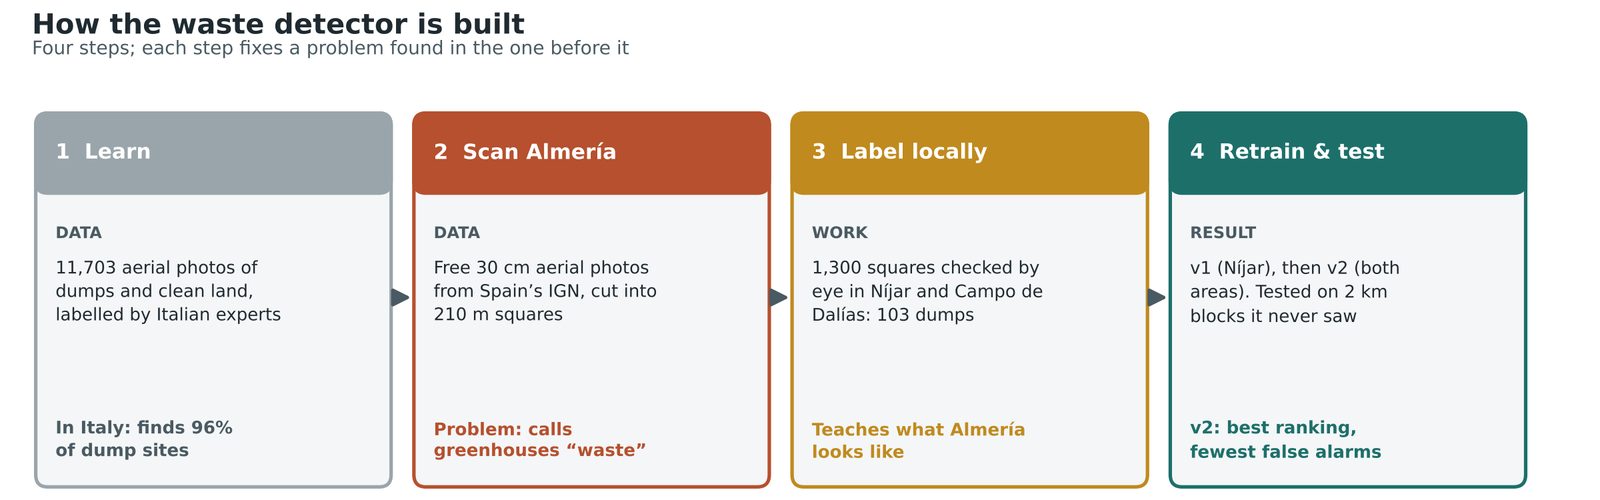 How the waste detector is built
Four steps; each step fixes a problem found in the one before it
1 Learn
DATA
11,703 aerial photos of
dumps and clean land,
labelled by Italian experts
In Italy: finds 96%
of dump sites
2 Scan Almería
DATA
Free 30 cm aerial photos
from Spain’s IGN, cut into
210 m squares
Problem: calls
greenhouses “waste”
3 Label locally
WORK
1,300 squares checked by
eye in Níjar and Campo de
Dalías: 103 dumps
Teaches what Almería
looks like
4 Retrain & test
RESULT
v1 (Níjar), then v2 (both
areas). Tested on 2 km
blocks it never saw
v2: best ranking,
fewest false alarms